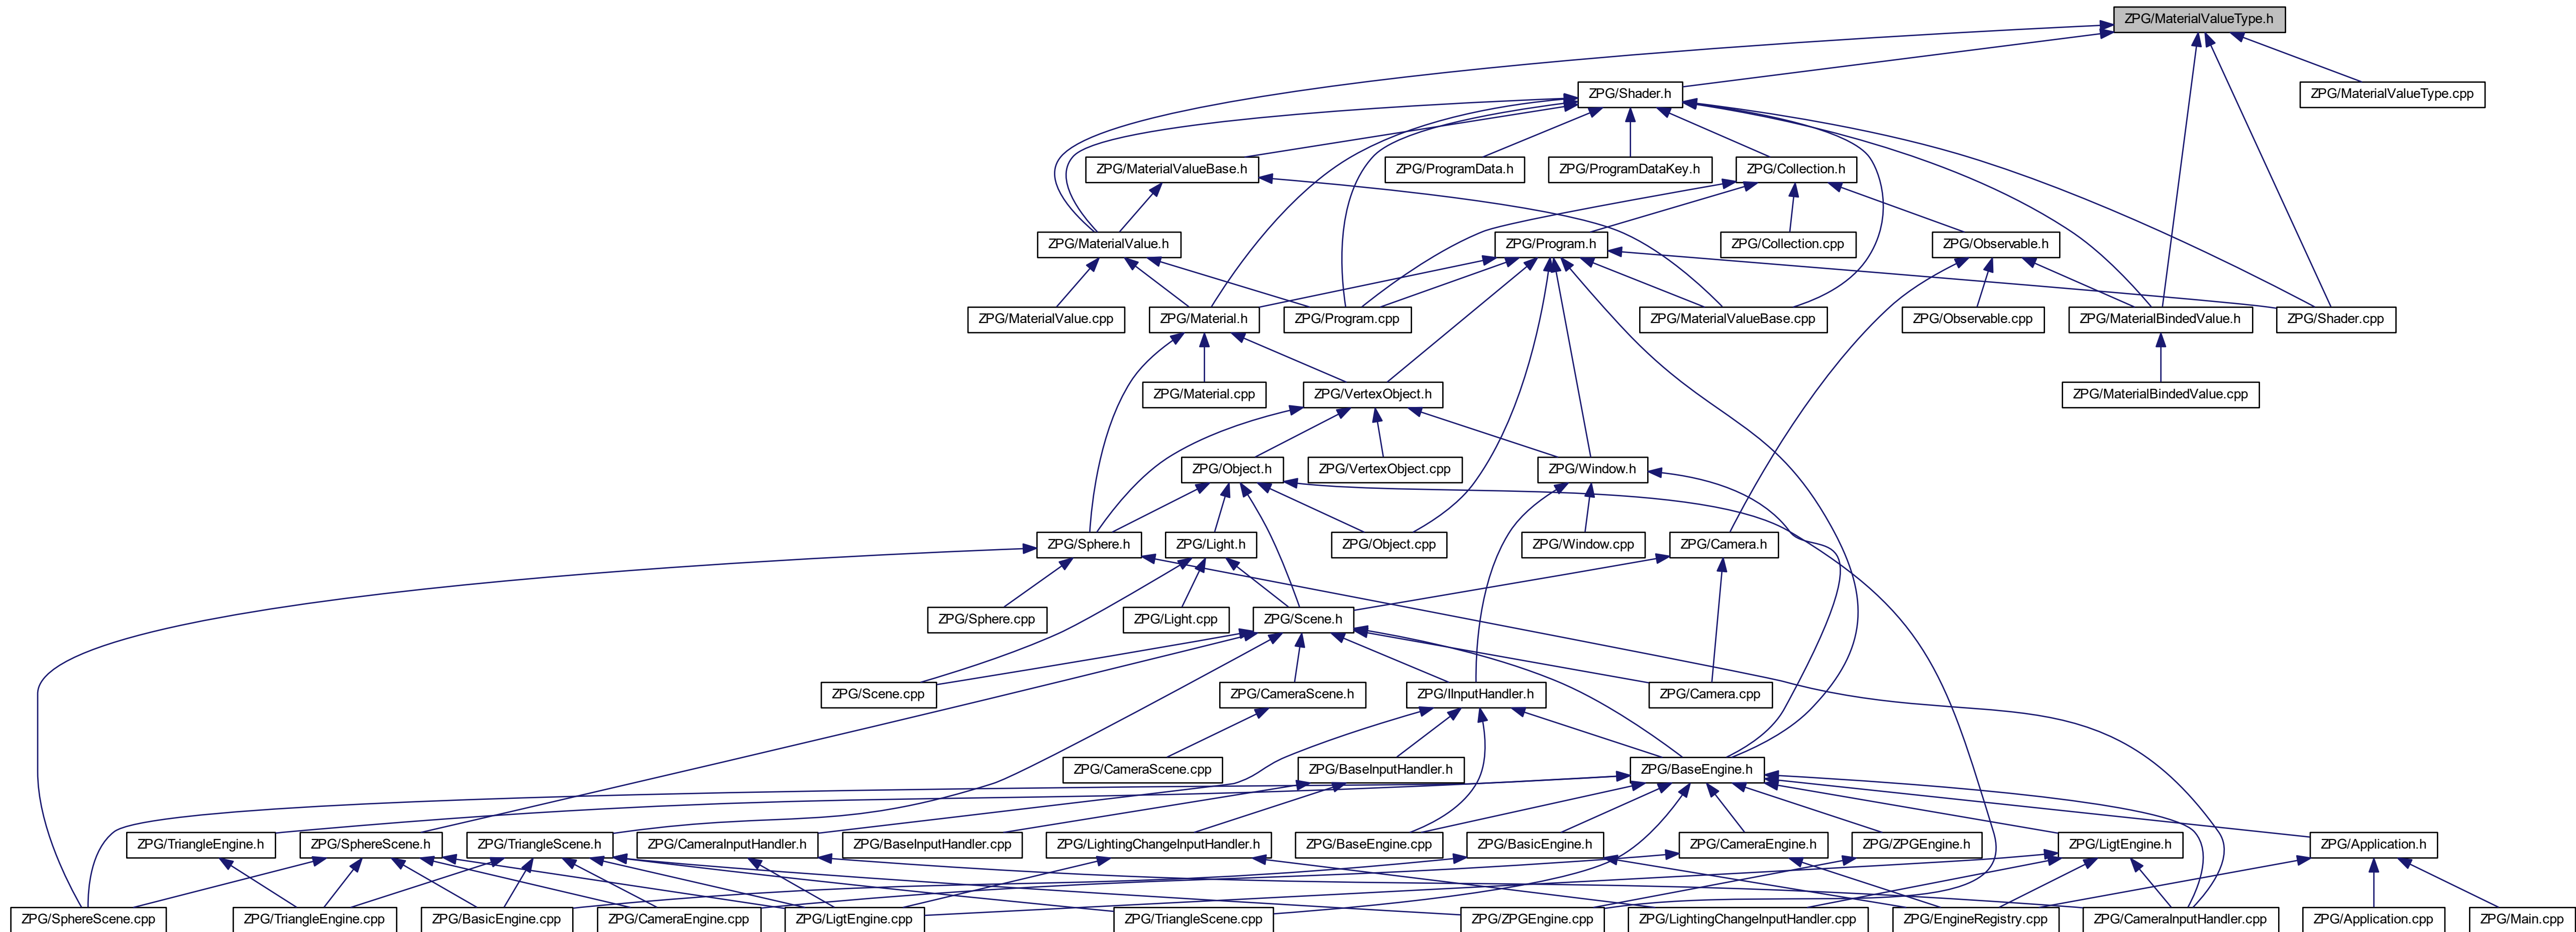 ZPG/MaterialValueType.h
ZPG/Shader.h
ZPG/MaterialValueType.cpp
ZPG/MaterialValueBase.h
ZPG/ProgramData.h
ZPG/ProgramDataKey.h
ZPG/Collection.h
ZPG/MaterialValue.h
ZPG/Program.h
ZPG/Collection.cpp
ZPG/Observable.h
ZPG/MaterialValue.cpp
ZPG/Material.h
ZPG/Program.cpp
ZPG/MaterialValueBase.cpp
ZPG/Observable.cpp
ZPG/MaterialBindedValue.h
ZPG/Shader.cpp
ZPG/Material.cpp
ZPG/VertexObject.h
ZPG/MaterialBindedValue.cpp
ZPG/Object.h
ZPG/VertexObject.cpp
ZPG/Window.h
ZPG/Sphere.h
ZPG/Light.h
ZPG/Object.cpp
ZPG/Window.cpp
ZPG/Camera.h
ZPG/Sphere.cpp
ZPG/Light.cpp
ZPG/Scene.h
ZPG/Scene.cpp
ZPG/CameraScene.h
ZPG/IInputHandler.h
ZPG/Camera.cpp
ZPG/CameraScene.cpp
ZPG/BaseInputHandler.h
ZPG/BaseEngine.h
ZPG/TriangleEngine.h
ZPG/SphereScene.h
ZPG/TriangleScene.h
ZPG/CameraInputHandler.h
ZPG/BaseInputHandler.cpp
ZPG/LightingChangeInputHandler.h
ZPG/BaseEngine.cpp
ZPG/BasicEngine.h
ZPG/CameraEngine.h
ZPG/ZPGEngine.h
ZPG/LigtEngine.h
ZPG/Application.h
ZPG/SphereScene.cpp
ZPG/TriangleEngine.cpp
ZPG/BasicEngine.cpp
ZPG/CameraEngine.cpp
ZPG/LigtEngine.cpp
ZPG/TriangleScene.cpp
ZPG/ZPGEngine.cpp
ZPG/LightingChangeInputHandler.cpp
ZPG/EngineRegistry.cpp
ZPG/CameraInputHandler.cpp
ZPG/Application.cpp
ZPG/Main.cpp